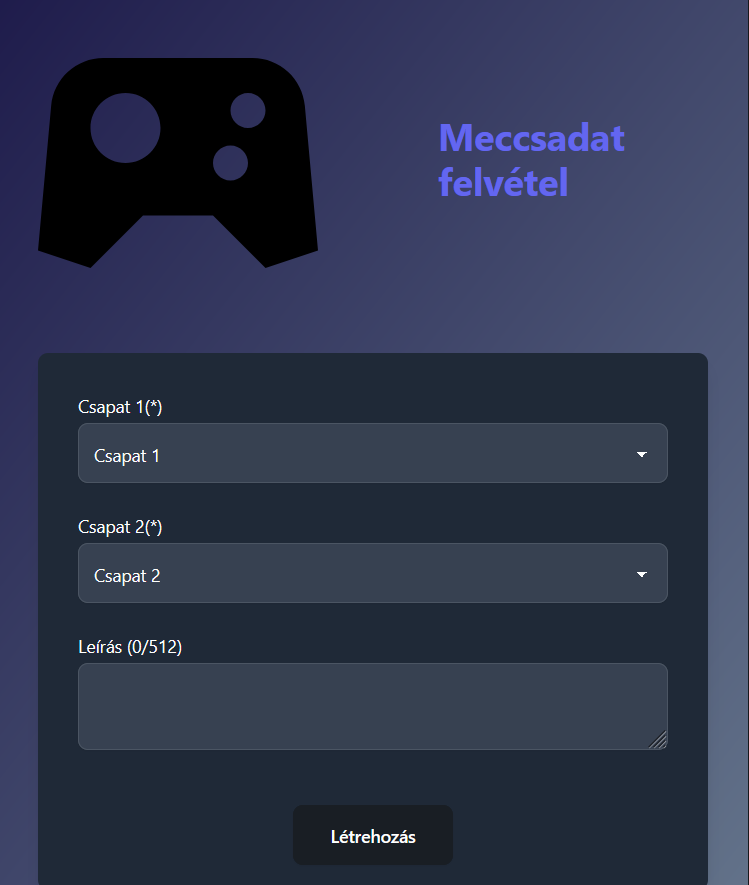 Meccsadat
felvétel
Csapat 1(*)
Csapat 1
Csapat 2(*)
Csapat 2
Leírás (0/512)
Létrehozás